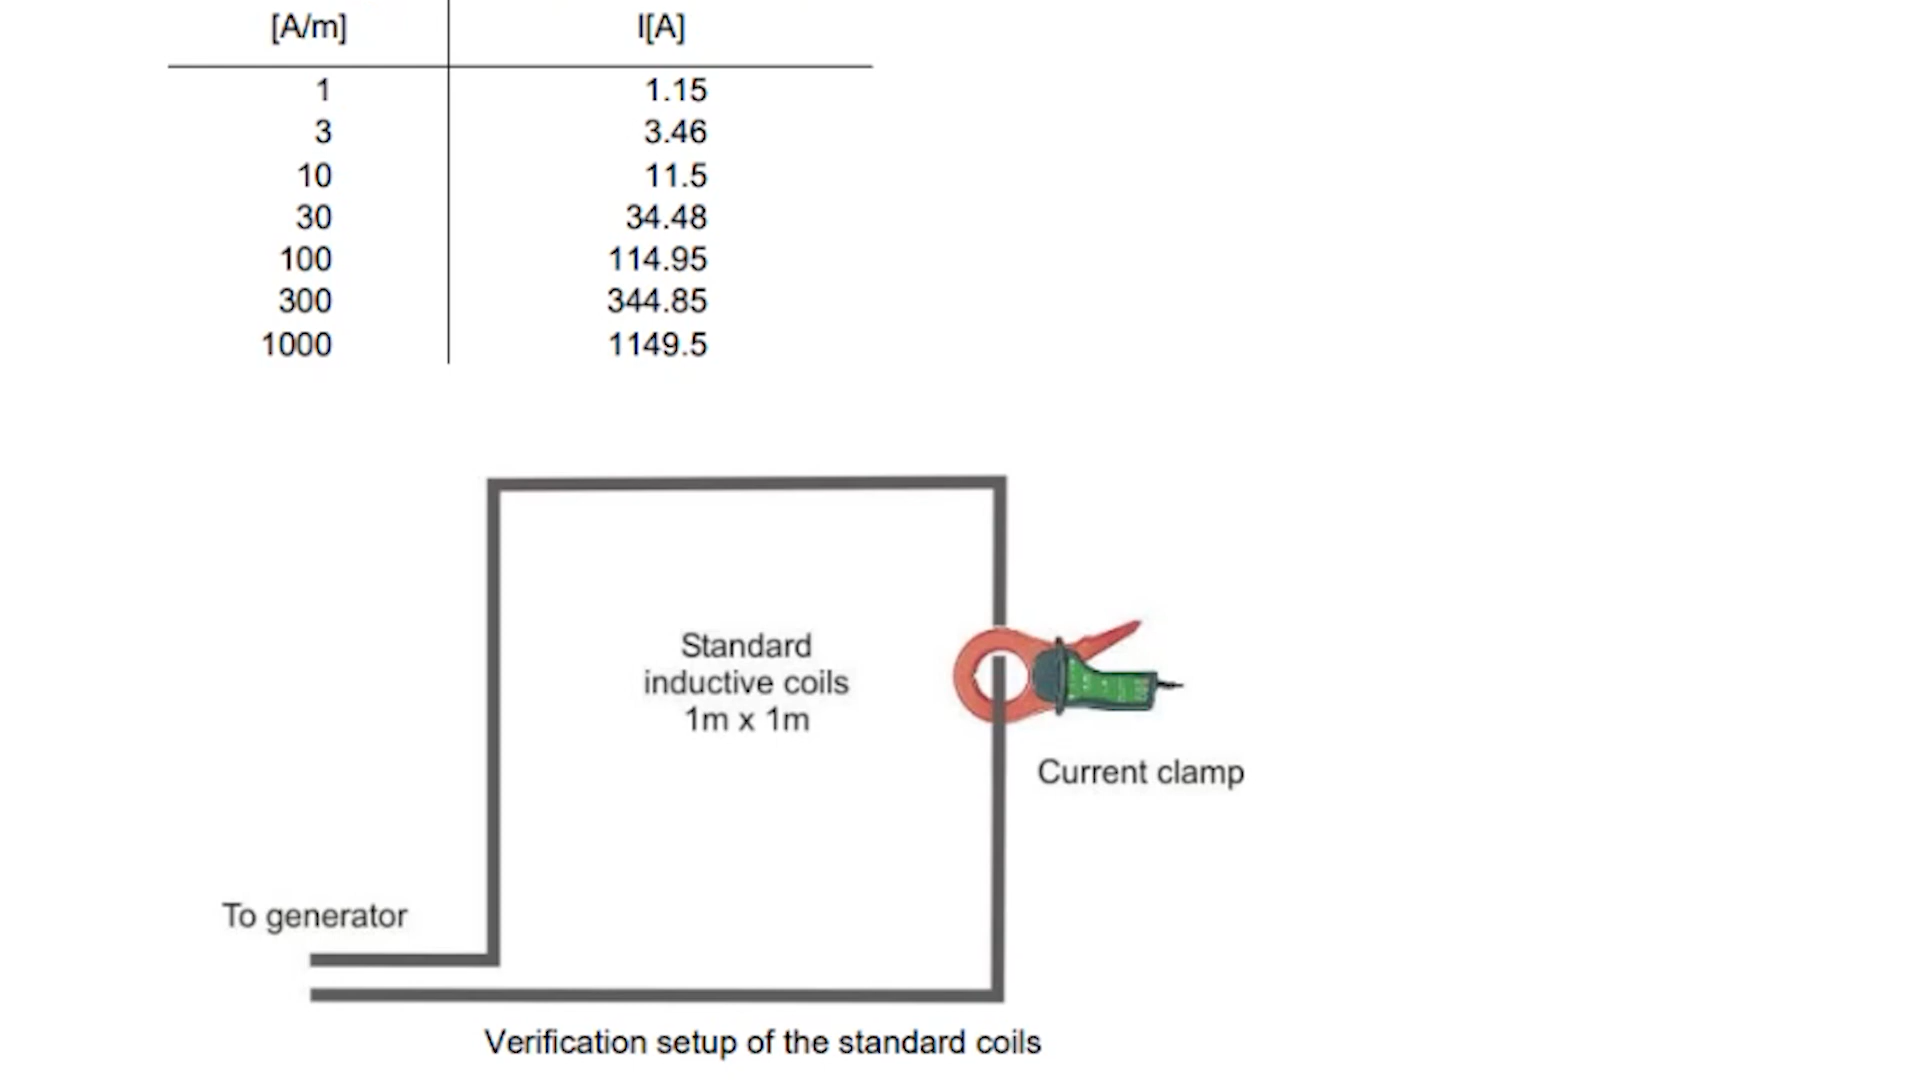 [A/m] I[A]
1 1.15
3 3.46
10 11.5
30 34.48
100 114.95
300 344.85
1000 1149.5
Standard
inductive coils
1m x 1m
Current clamp
To generator
Verification setup of the standard coils